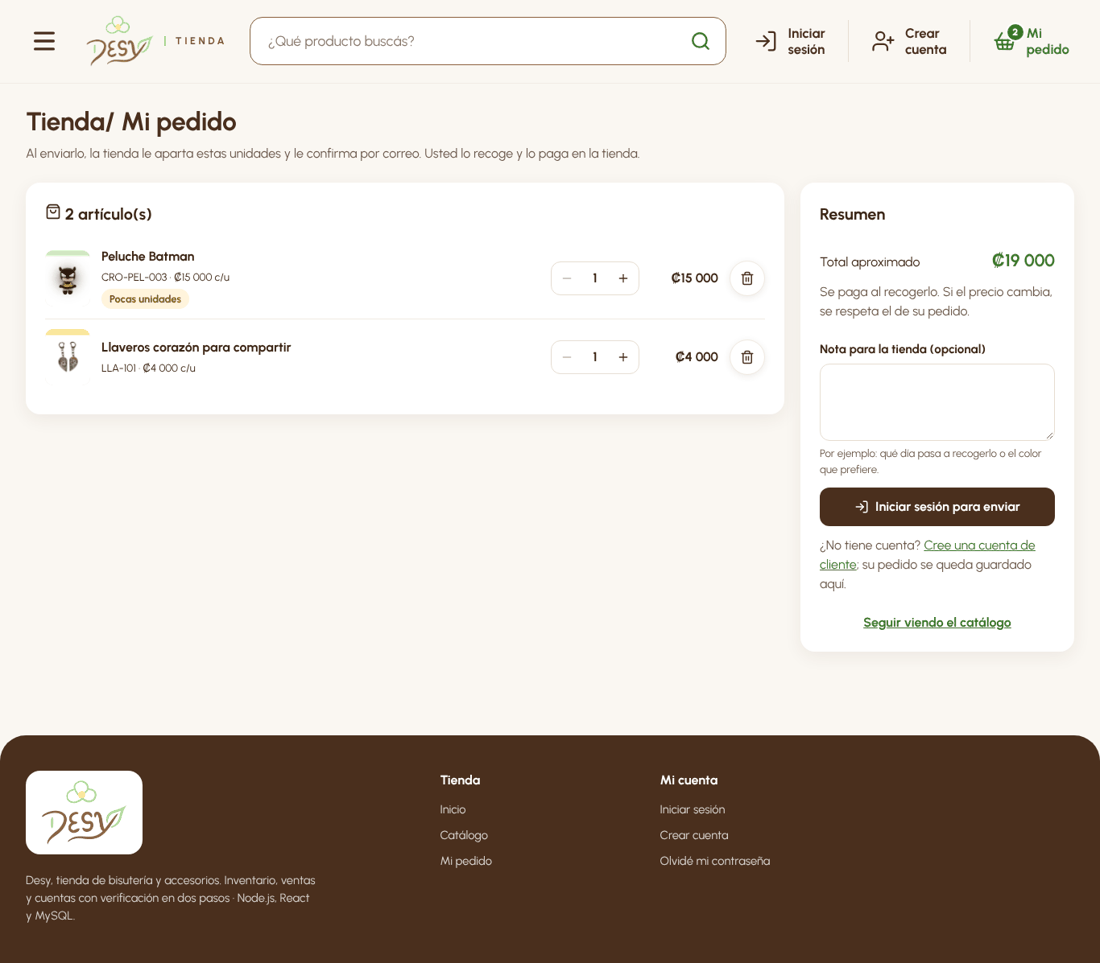 Desy
TIENDA
¿Qué producto buscás?
Iniciar
sesión
Crear
cuenta
2
Mi
pedido
Tienda/ Mi pedido
Al enviarlo, la tienda le aparta estas unidades y le confirma por correo. Usted lo recoge y lo paga en la tienda.
2 artículo(s)
Peluche Batman
CRO-PEL-003 · ₡15 000 c/u
Pocas unidades
− 1 +
₡15 000
Llaveros corazón para compartir
LLA-101 · ₡4 000 c/u
− 1 +
₡4 000
Resumen
Total aproximado ₡19 000
Se paga al recogerlo. Si el precio cambia,
se respeta el de su pedido.
Nota para la tienda (opcional)
Por ejemplo: qué día pasa a recogerlo o el color
que prefiere.
Iniciar sesión para enviar
¿No tiene cuenta? Cree una cuenta de
cliente; su pedido se queda guardado
aquí.
Seguir viendo el catálogo
Desy
Desy, tienda de bisutería y accesorios. Inventario, ventas
y cuentas con verificación en dos pasos · Node.js, React
y MySQL.
Tienda
Inicio
Catálogo
Mi pedido
Mi cuenta
Iniciar sesión
Crear cuenta
Olvidé mi contraseña